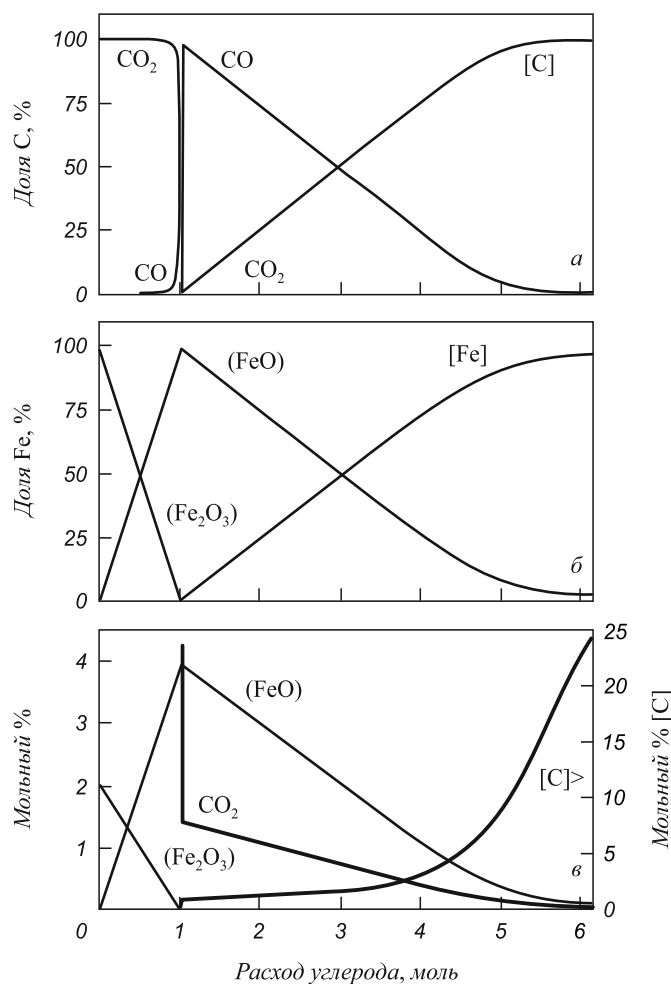 100
CO₂
CO
[C]
75
50
25
CO
CO₂
а
0
Доля C, %
100
(FeO)
[Fe]
75
50
(Fe₂O₃)
25
б
0
Доля Fe, %
25
4
(FeO)
20
3
15
[C]>
2
CO₂
10
1
(Fe₂O₃)
5
в
0
0
1
2
3
4
5
6
Мольный %
Мольный % [C]
Расход углерода, моль